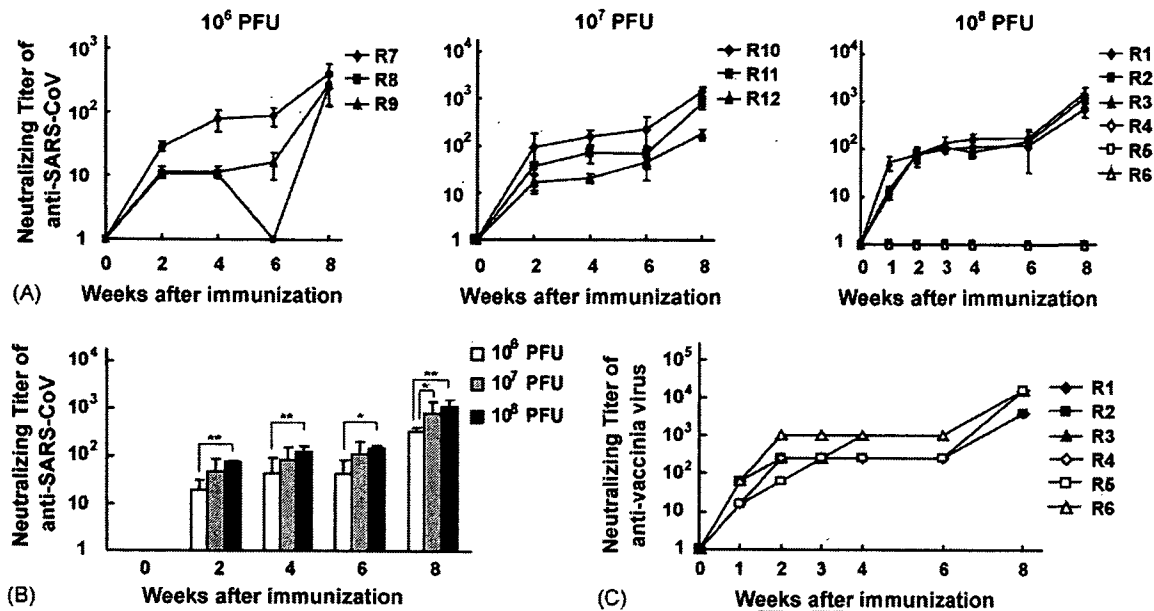 10⁶ PFU
10³
10²
10
1
0 2 4 6 8
R7
R8
R9
Neutralizing Titer of
anti-SARS-CoV
Weeks after immunization
(A)
10⁷ PFU
10⁴
10³
10²
10
1
0 2 4 6 8
R10
R11
R12
Weeks after immunization
10⁸ PFU
10⁴
10³
10²
10
1
0 1 2 3 4 6 8
R1
R2
R3
R4
R5
R6
Weeks after immunization
Neutralizing Titer of
anti-SARS-CoV
10⁴
10³
10²
10
1
0 2 4 6 8
** ** * ** *
10⁶ PFU
10⁷ PFU
10⁸ PFU
Weeks after immunization
(B)
Neutralizing Titer of
anti-vaccinia virus
10⁵
10⁴
10³
10²
10
1
0 1 2 3 4 6 8
R1
R2
R3
R4
R5
R6
Weeks after immunization
(C)